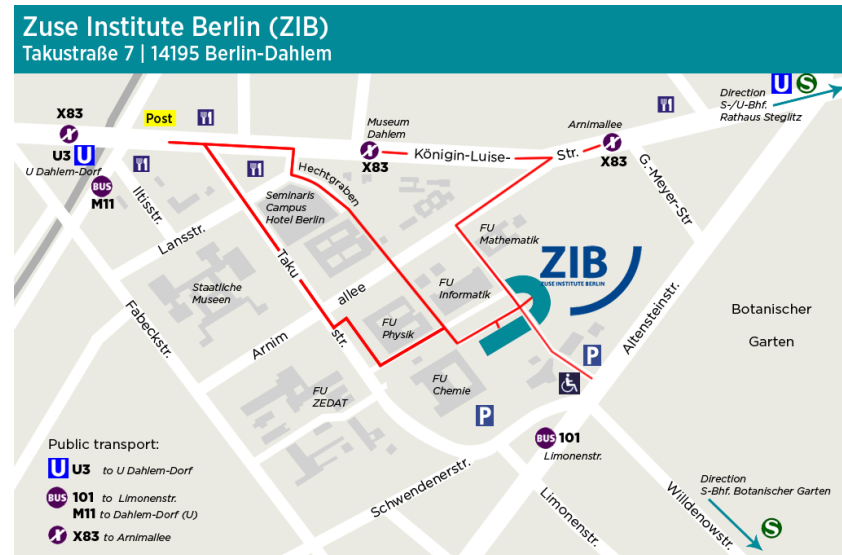 Zuse Institute Berlin (ZIB)
Takustraße 7 | 14195 Berlin-Dahlem
U S
Direction
S-/U-Bhf.
Rathaus Steglitz
X83
Post
Museum
Dahlem
Arnimallee
X83
Königin-Luise-
Str.
X83
U3 U
U Dahlem-Dorf
BUS
M11
Iltisstr.
Lansstr.
Hechtgraben
Seminaris
Campus
Hotel Berlin
G.-Meyer-Str
FU
Mathematik
ZIB
ZUSE INSTITUTE BERLIN
Taku
str.
Staatliche
Museen
Arnim
allee
FU
Informatik
FU
Physik
Fabeckstr.
Altensteinstr.
Botanischer
Garten
FU
ZEDAT
FU
Chemie
P
P
BUS 101
Limonenstr.
Schwendenerstr.
Limonenstr.
Willdenowstr.
Direction
S-Bhf. Botanischer Garten
S
Public transport:
U U3 to U Dahlem-Dorf
BUS 101 to Limonenstr.
M11 to Dahlem-Dorf (U)
X83 to Arnimallee